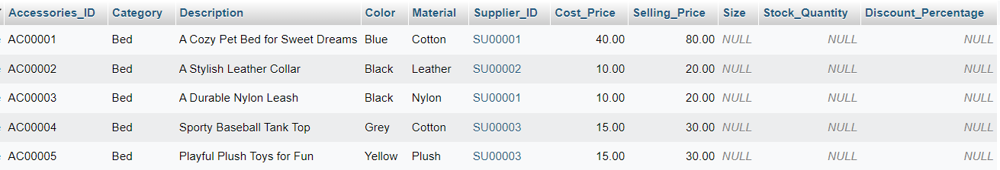 Accessories_ID Category Description Color Material Supplier_ID Cost_Price Selling_Price Size Stock_Quantity Discount_Percentage
AC00001 Bed A Cozy Pet Bed for Sweet Dreams Blue Cotton SU00001 40.00 80.00 NULL NULL NULL
AC00002 Bed A Stylish Leather Collar Black Leather SU00002 10.00 20.00 NULL NULL NULL
AC00003 Bed A Durable Nylon Leash Black Nylon SU00001 10.00 20.00 NULL NULL NULL
AC00004 Bed Sporty Baseball Tank Top Grey Cotton SU00003 15.00 30.00 NULL NULL NULL
AC00005 Bed Playful Plush Toys for Fun Yellow Plush SU00003 15.00 30.00 NULL NULL NULL